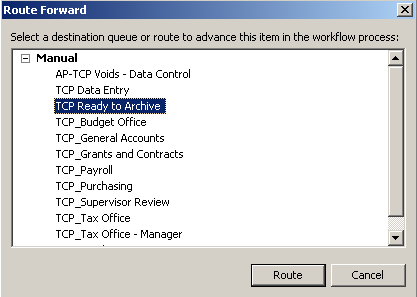 Route Forward
Select a destination queue or route to advance this item in the workflow process:
Manual
AP-TCP Voids - Data Control
TCP Data Entry
TCP Ready to Archive
TCP_Budget Office
TCP_General Accounts
TCP_Grants and Contracts
TCP_Payroll
TCP_Purchasing
TCP_Supervisor Review
TCP_Tax Office
TCP_Tax Office - Manager
Route
Cancel